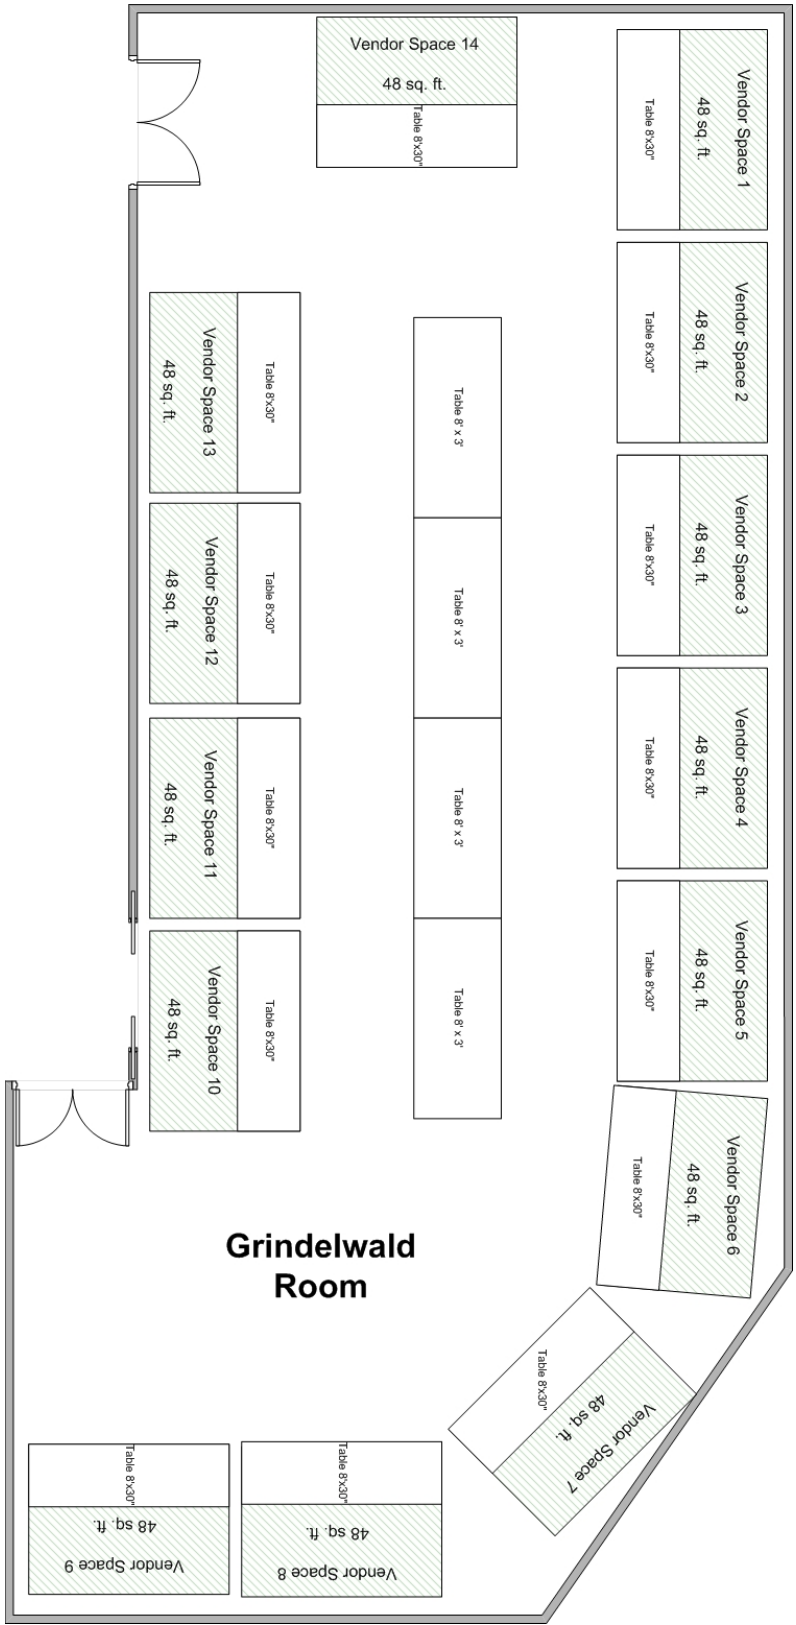 Vendor Space 14
48 sq. ft.
Table 8'x30"
Vendor Space 1
48 sq. ft.
Table 8'x30"
Vendor Space 2
48 sq. ft.
Table 8'x30"
Vendor Space 3
48 sq. ft.
Table 8'x30"
Vendor Space 4
48 sq. ft.
Table 8'x30"
Vendor Space 5
48 sq. ft.
Table 8'x30"
Vendor Space 6
48 sq. ft.
Table 8'x30"
Vendor Space 7
48 sq. ft.
Table 8'x30"
Vendor Space 8
48 sq. ft.
Table 8'x30"
Vendor Space 9
48 sq. ft.
Table 8'x30"
Vendor Space 10
48 sq. ft.
Table 8'x30"
Vendor Space 11
48 sq. ft.
Table 8'x30"
Vendor Space 12
48 sq. ft.
Table 8'x30"
Vendor Space 13
48 sq. ft.
Table 8'x30"
Table 8' x 3'
Table 8' x 3'
Table 8' x 3'
Table 8' x 3'
Grindelwald
Room